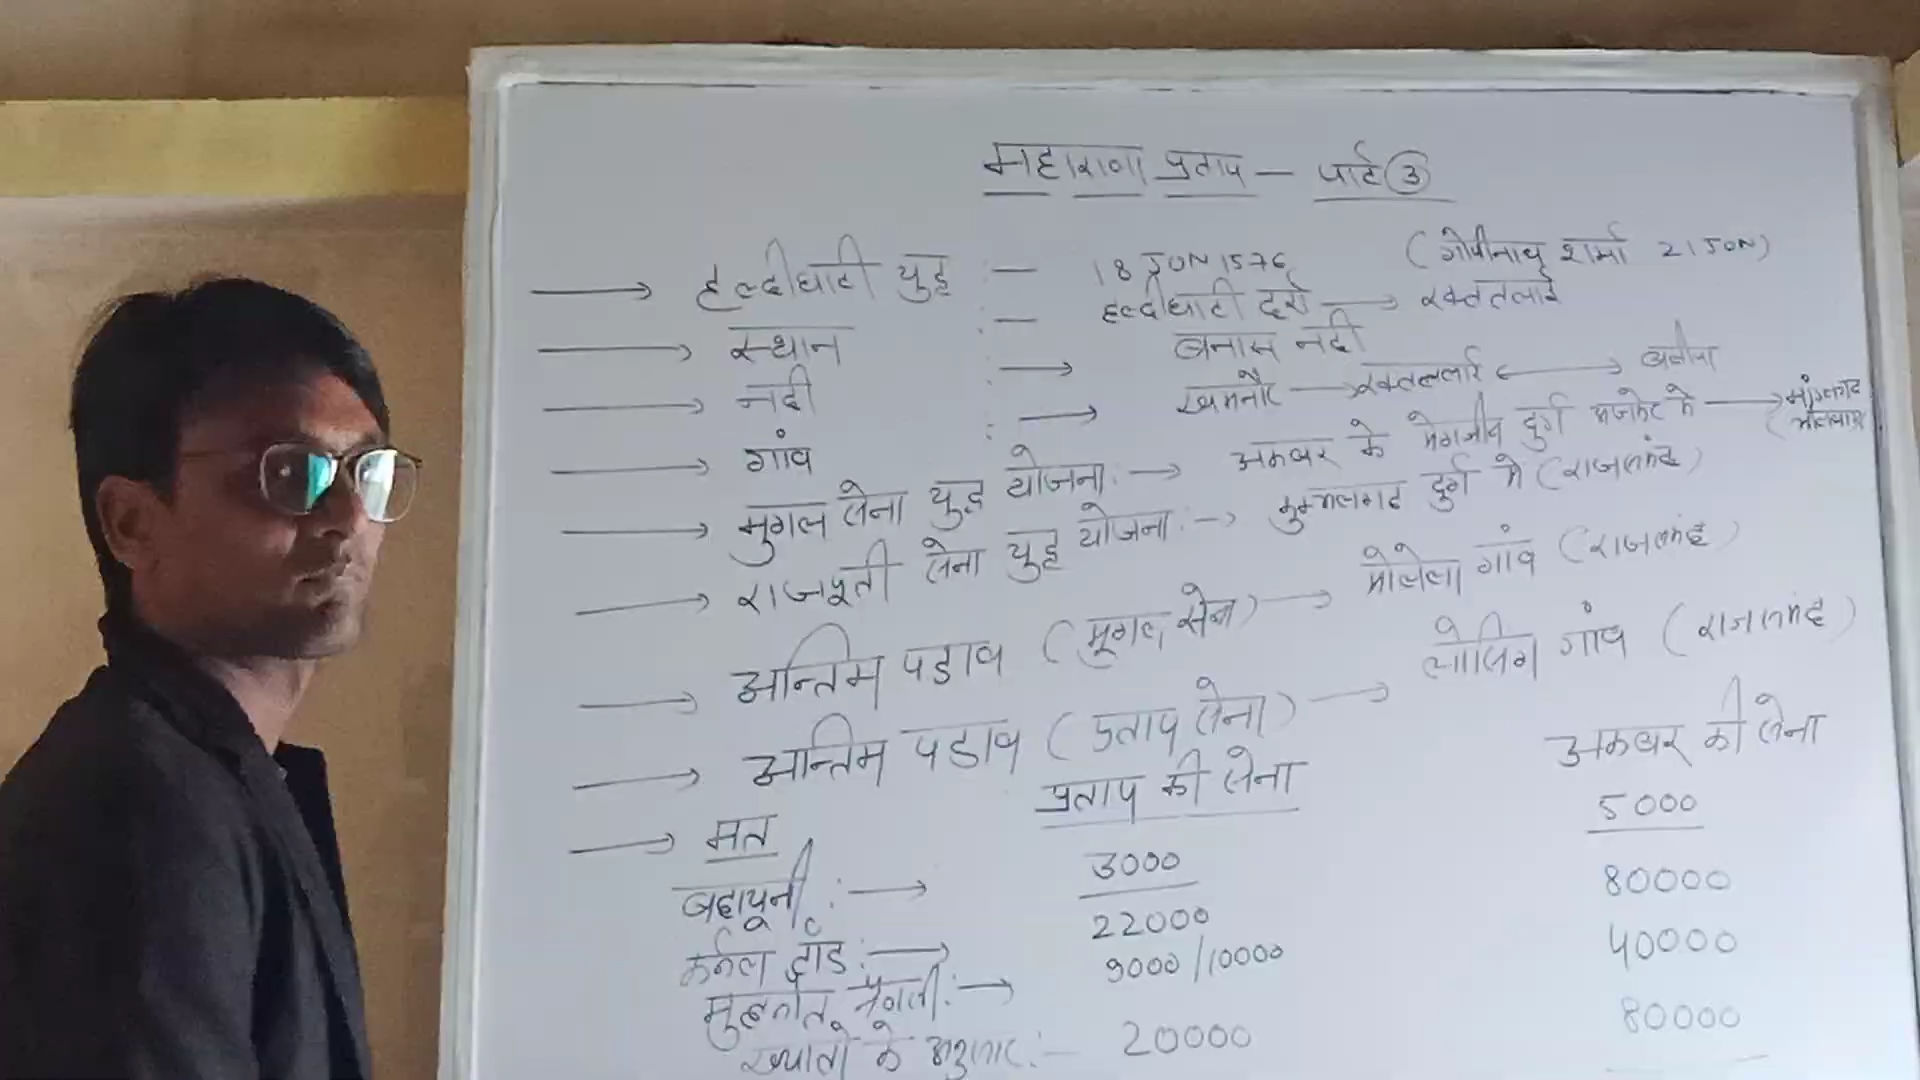 महाराणा प्रताप — पार्ट ③
→ हल्दीघाटी युद्ध :— 18 JUN 1576 (गोपीनाथ शर्मा 21 JUN)
→ स्थान :— हल्दीघाटी दर्रा → रक्ततलाई
→ नदी → बनास नदी
→ गांव :→ खमनौर → रक्ततलाई ←→
→ मुगल सेना युद्ध योजना :→ अकबर के मेगजीन दुर्ग अजमेर मे →
→ राजपूती सेना युद्ध योजना :→ कुम्भलगढ दुर्ग मे (राजसमंद)
→ अन्तिम पडाव (मुगल सेना) → मोलेला गांव (राजसमंद)
→ अन्तिम पडाव (प्रताप सेना) → लोसिंग गांव (राजसमंद)
→ मत प्रताप की सेना अकबर की सेना
बदायूनी :→ 3000 5000
कर्नल टॉड :→ 22000 80000
मुहणोत नैणसी :→ 9000/10000 40000
ख्यातो के अनुसार :— 20000 80000